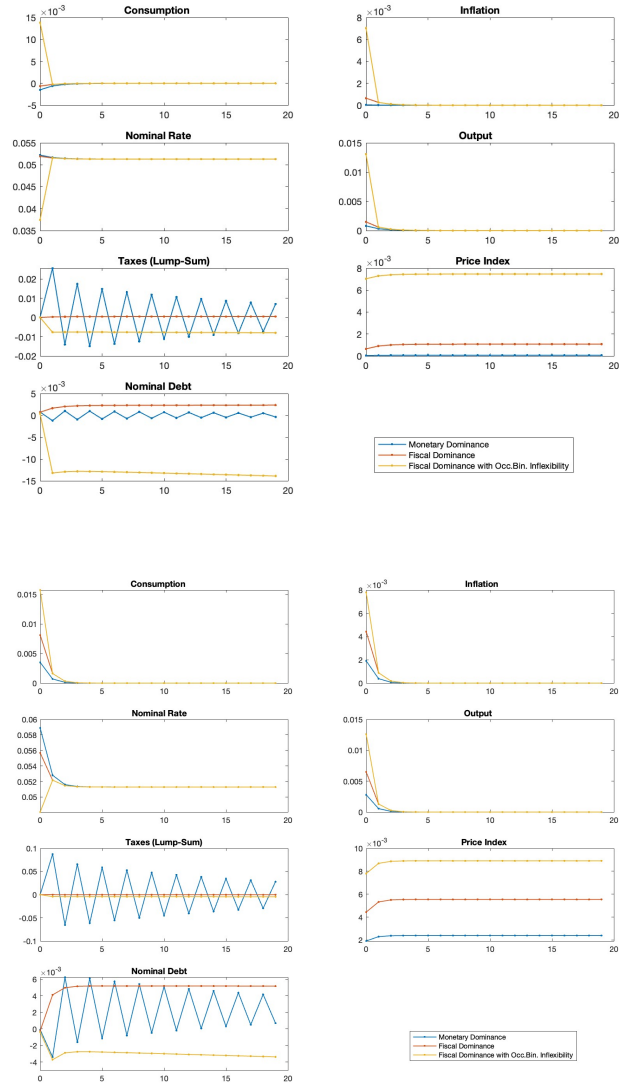 Consumption
×10⁻³
15
10
5
0
-5
0 5 10 15 20
Inflation
×10⁻³
8
6
4
2
0
0 5 10 15 20
Nominal Rate
0.055
0.05
0.045
0.04
0.035
0 5 10 15 20
Output
0.015
0.01
0.005
0
0 5 10 15 20
Taxes (Lump-Sum)
0.02
0.01
0
-0.01
-0.02
0 5 10 15 20
Price Index
×10⁻³
8
6
4
2
0
0 5 10 15 20
Nominal Debt
×10⁻³
5
0
-5
-10
-15
0 5 10 15 20
Monetary Dominance
Fiscal Dominance
Fiscal Dominance with Occ.Bin. Inflexibility
Consumption
0.015
0.01
0.005
0
5 10 15 20
Inflation
×10⁻³
8
6
4
2
0
5 10 15 20
Nominal Rate
0.06
0.058
0.056
0.054
0.052
0.05
0 5 10 15 20
Output
0.015
0.01
0.005
0
0 5 10 15 20
Taxes (Lump-Sum)
0.1
0.05
0
-0.05
-0.1
0 5 10 15 20
Price Index
×10⁻³
10
8
6
4
2
0 5 10 15 20
Nominal Debt
×10⁻³
6
4
2
0
-2
-4
0 5 10 15 20
Monetary Dominance
Fiscal Dominance
Fiscal Dominance with Occ.Bin. Inflexibility